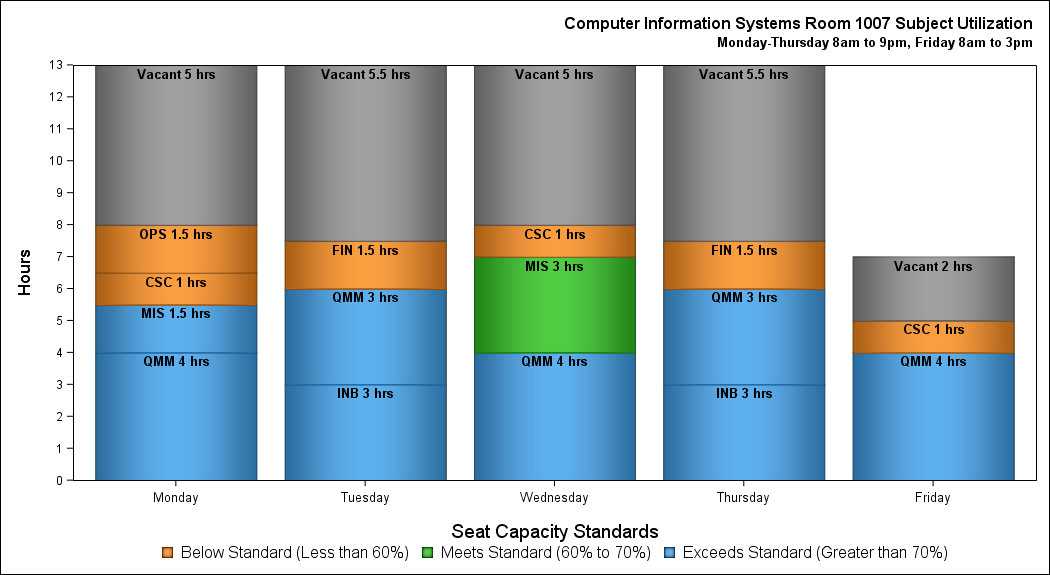 Computer Information Systems Room 1007 Subject Utilization
Monday-Thursday 8am to 9pm, Friday 8am to 3pm
Hours
13
12
11
10
9
8
7
6
5
4
3
2
1
0
Vacant 5 hrs
OPS 1.5 hrs
CSC 1 hrs
MIS 1.5 hrs
QMM 4 hrs
Vacant 5.5 hrs
FIN 1.5 hrs
QMM 3 hrs
INB 3 hrs
Vacant 5 hrs
CSC 1 hrs
MIS 3 hrs
QMM 4 hrs
Vacant 5.5 hrs
FIN 1.5 hrs
QMM 3 hrs
INB 3 hrs
Vacant 2 hrs
CSC 1 hrs
QMM 4 hrs
Monday
Tuesday
Wednesday
Thursday
Friday
Seat Capacity Standards
Below Standard (Less than 60%)
Meets Standard (60% to 70%)
Exceeds Standard (Greater than 70%)